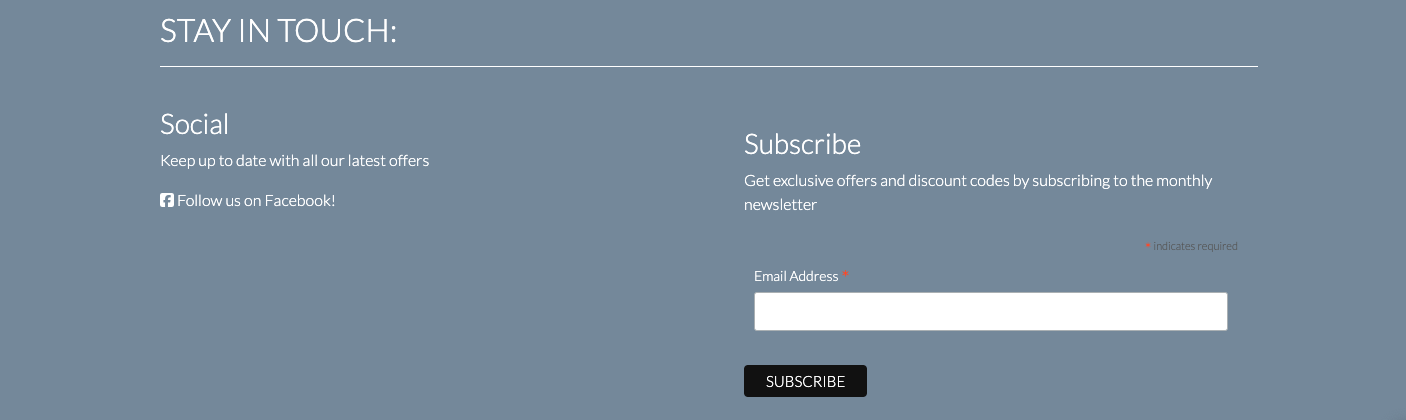 STAY IN TOUCH:
Social
Keep up to date with all our latest offers
Follow us on Facebook!
Subscribe
Get exclusive offers and discount codes by subscribing to the monthly
newsletter
* indicates required
Email Address *
SUBSCRIBE